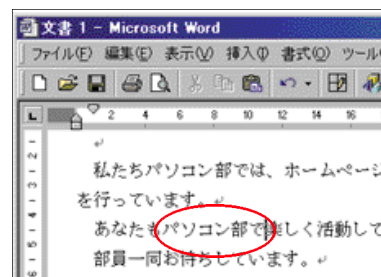 文書 1 - Microsoft Word
ファイル(F) 編集(E) 表示(V) 挿入(I) 書式(O) ツール
2 4 6 8 10 12 14 16
私たちパソコン部では、ホームページ
を行っています。
あなたもパソコン部で楽しく活動して
部員一同お待ちしています。